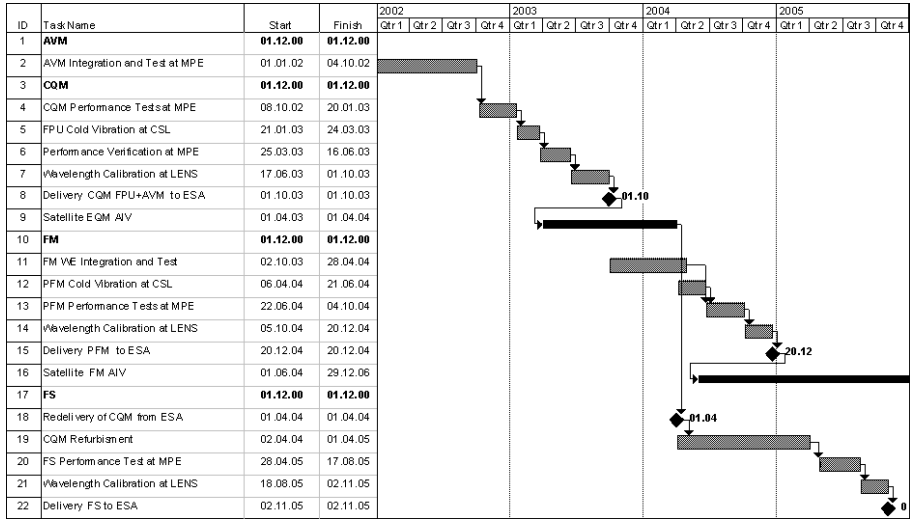 2002 2003 2004 2005
ID Task Name Start Finish Qtr 1 Qtr 2 Qtr 3 Qtr 4 Qtr 1 Qtr 2 Qtr 3 Qtr 4 Qtr 1 Qtr 2 Qtr 3 Qtr 4 Qtr 1 Qtr 2 Qtr 3 Qtr 4
1 AVM 01.12.00 01.12.00
2 AVM Integration and Test at MPE 01.01.02 04.10.02
3 CQM 01.12.00 01.12.00
4 CQM Performance Tests at MPE 08.10.02 20.01.03
5 FPU Cold Vibration at CSL 21.01.03 24.03.03
6 Performance Verification at MPE 25.03.03 16.06.03
7 Wavelength Calibration at LENS 17.06.03 01.10.03
8 Delivery CQM FPU+AVM to ESA 01.10.03 01.10.03 01.10
9 Satellite EQM AIV 01.04.03 01.04.04
10 FM 01.12.00 01.12.00
11 FM WE Integration and Test 02.10.03 28.04.04
12 PFM Cold Vibration at CSL 06.04.04 21.06.04
13 PFM Performance Tests at MPE 22.06.04 04.10.04
14 Wavelength Calibration at LENS 05.10.04 20.12.04
15 Delivery PFM to ESA 20.12.04 20.12.04 20.12
16 Satellite FM AIV 01.06.04 29.12.06
17 FS 01.12.00 01.12.00
18 Redelivery of CQM from ESA 01.04.04 01.04.04 01.04
19 CQM Refurbisment 02.04.04 01.04.05
20 FS Performance Test at MPE 28.04.05 17.08.05
21 Wavelength Calibration at LENS 18.08.05 02.11.05
22 Delivery FS to ESA 02.11.05 02.11.05 0